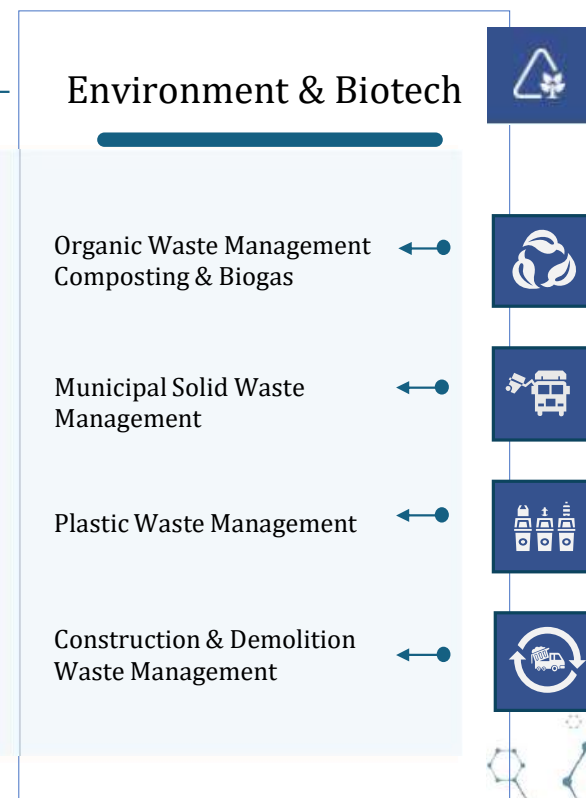 Environment & Biotech
Organic Waste Management
Composting & Biogas
Municipal Solid Waste
Management
Plastic Waste Management
Construction & Demolition
Waste Management